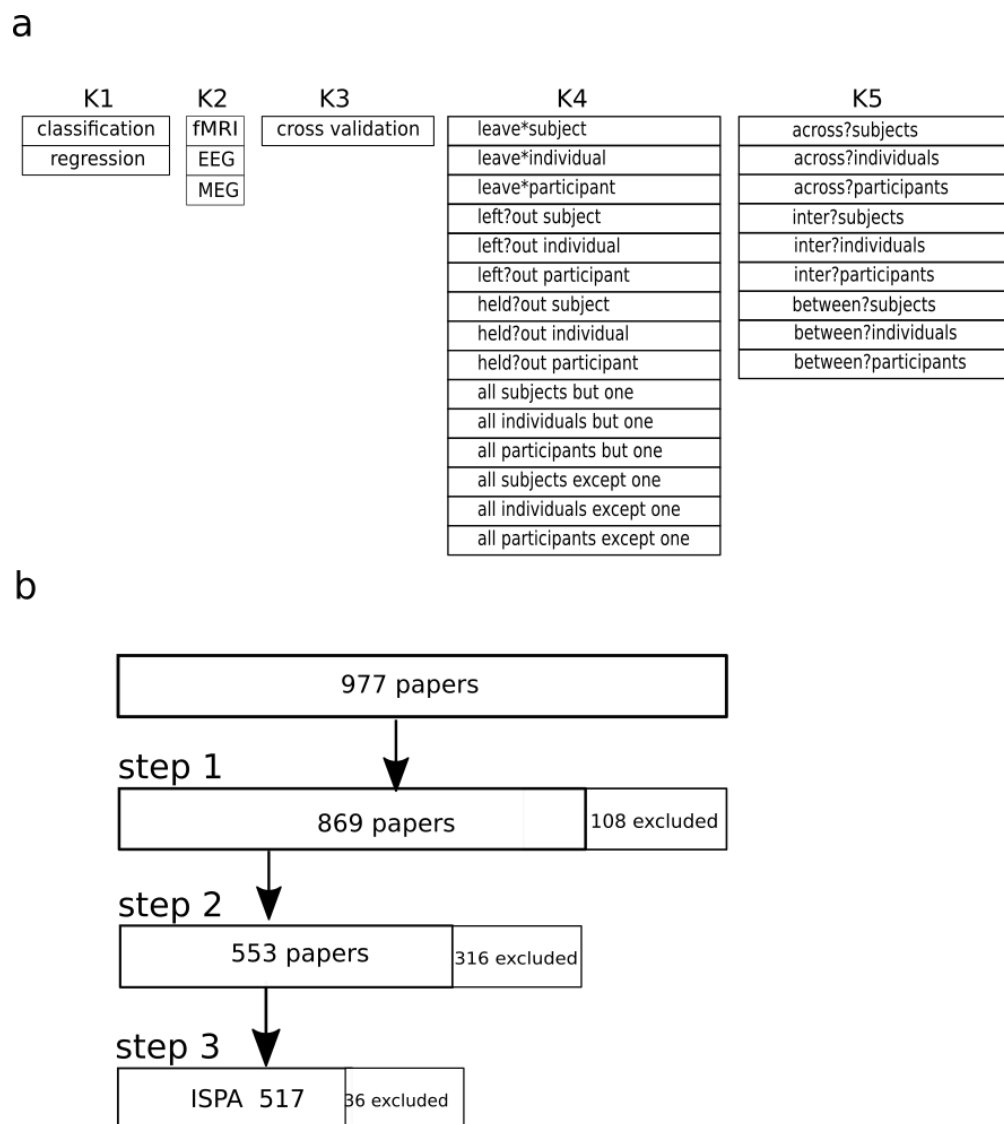 a
K1
classification
regression
K2
fMRI
EEG
MEG
K3
cross validation
K4
leave*subject
leave*individual
leave*participant
left?out subject
left?out individual
left?out participant
held?out subject
held?out individual
held?out participant
all subjects but one
all individuals but one
all participants but one
all subjects except one
all individuals except one
all participants except one
K5
across?subjects
across?individuals
across?participants
inter?subjects
inter?individuals
inter?participants
between?subjects
between?individuals
between?participants
b
977 papers
step 1
869 papers
108 excluded
step 2
553 papers
316 excluded
step 3
ISPA 517
36 excluded